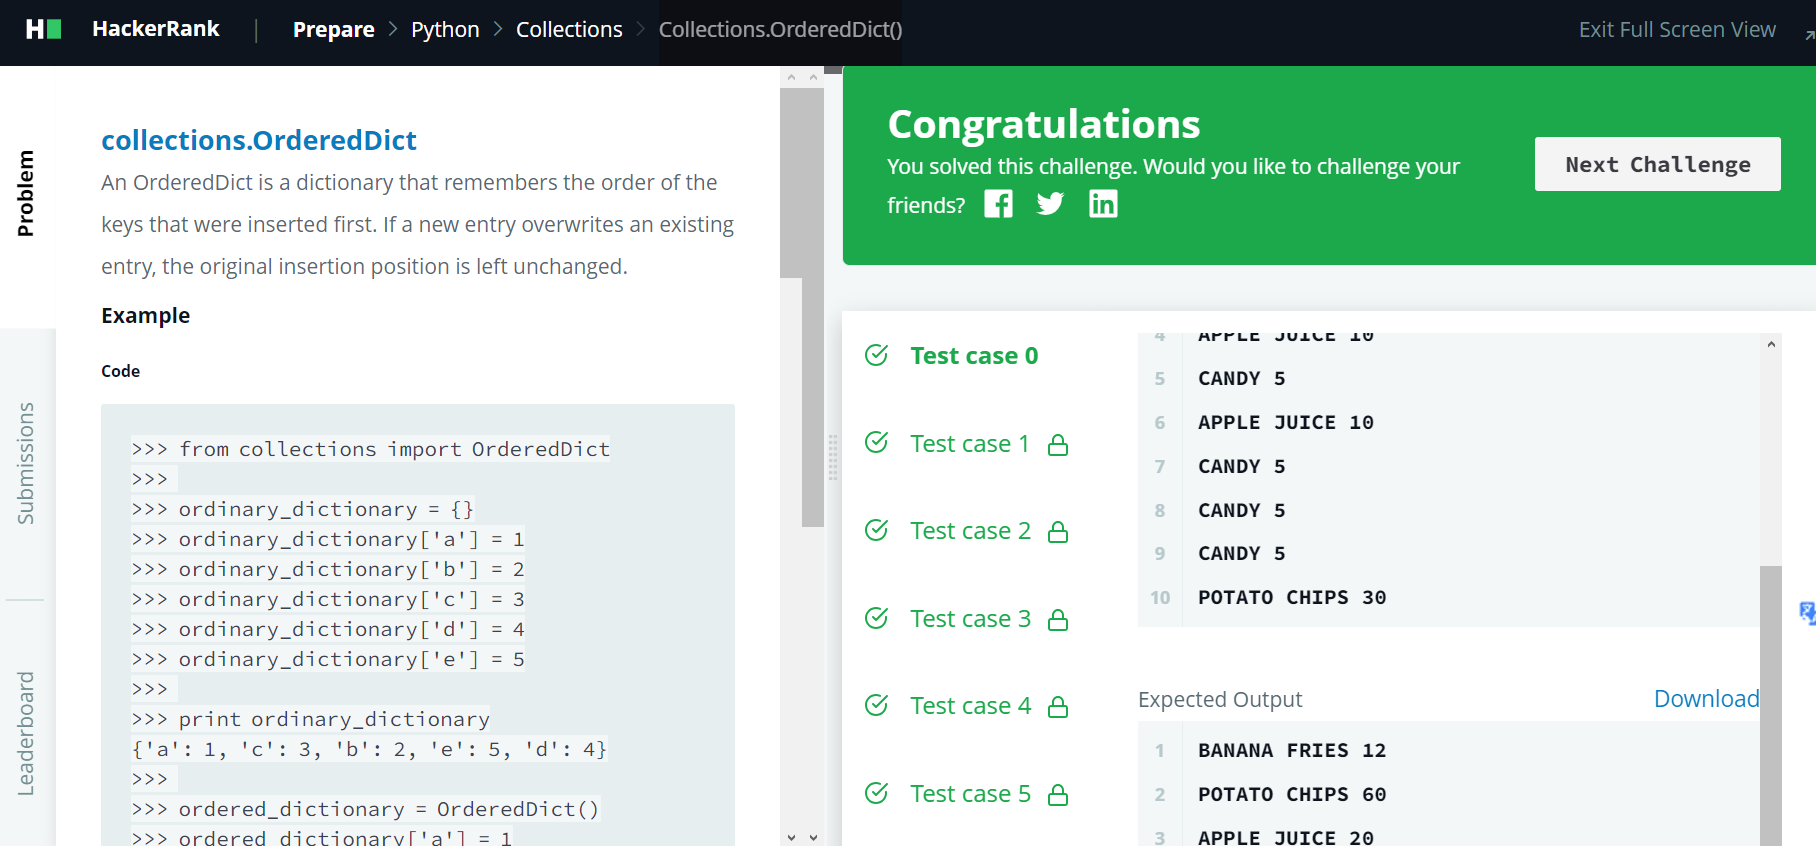 HackerRank | Prepare > Python > Collections > Collections.OrderedDict() Exit Full Screen View
Problem
Submissions
Leaderboard
collections.OrderedDict
An OrderedDict is a dictionary that remembers the order of the
keys that were inserted first. If a new entry overwrites an existing
entry, the original insertion position is left unchanged.
Example
Code
>>> from collections import OrderedDict
>>>
>>> ordinary_dictionary = {}
>>> ordinary_dictionary['a'] = 1
>>> ordinary_dictionary['b'] = 2
>>> ordinary_dictionary['c'] = 3
>>> ordinary_dictionary['d'] = 4
>>> ordinary_dictionary['e'] = 5
>>>
>>> print ordinary_dictionary
{'a': 1, 'c': 3, 'b': 2, 'e': 5, 'd': 4}
>>>
>>> ordered_dictionary = OrderedDict()
>>> ordered_dictionary['a'] = 1
Congratulations
You solved this challenge. Would you like to challenge your
friends?
Next Challenge
Test case 0
Test case 1
Test case 2
Test case 3
Test case 4
Test case 5
4 APPLE JUICE 10
5 CANDY 5
6 APPLE JUICE 10
7 CANDY 5
8 CANDY 5
9 CANDY 5
10 POTATO CHIPS 30
Expected Output Download
1 BANANA FRIES 12
2 POTATO CHIPS 60
3 APPLE JUICE 20